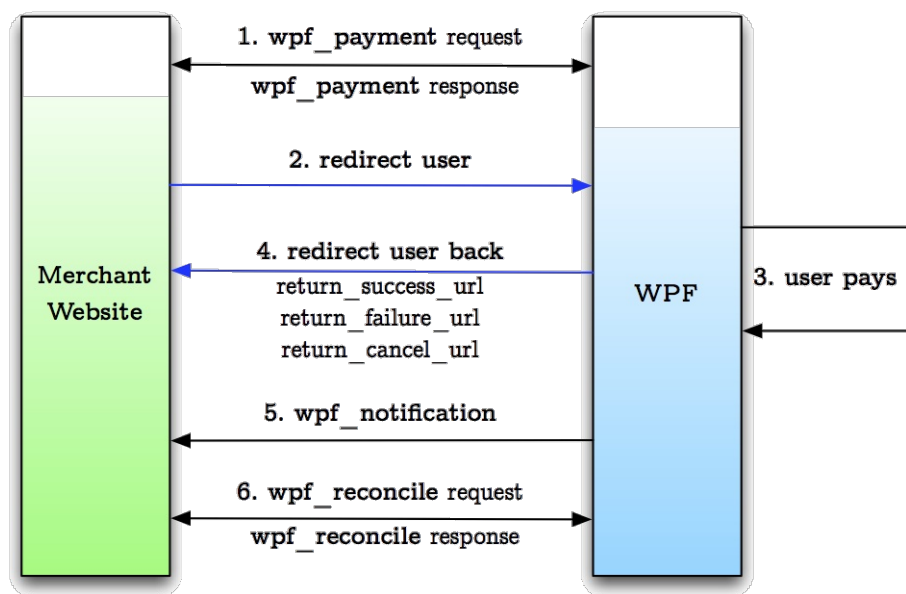 1. wpf_payment request
wpf_payment response
2. redirect user
4. redirect user back
return_success_url
return_failure_url
return_cancel_url
Merchant
Website
WPF
3. user pays
5. wpf_notification
6. wpf_reconcile request
wpf_reconcile response